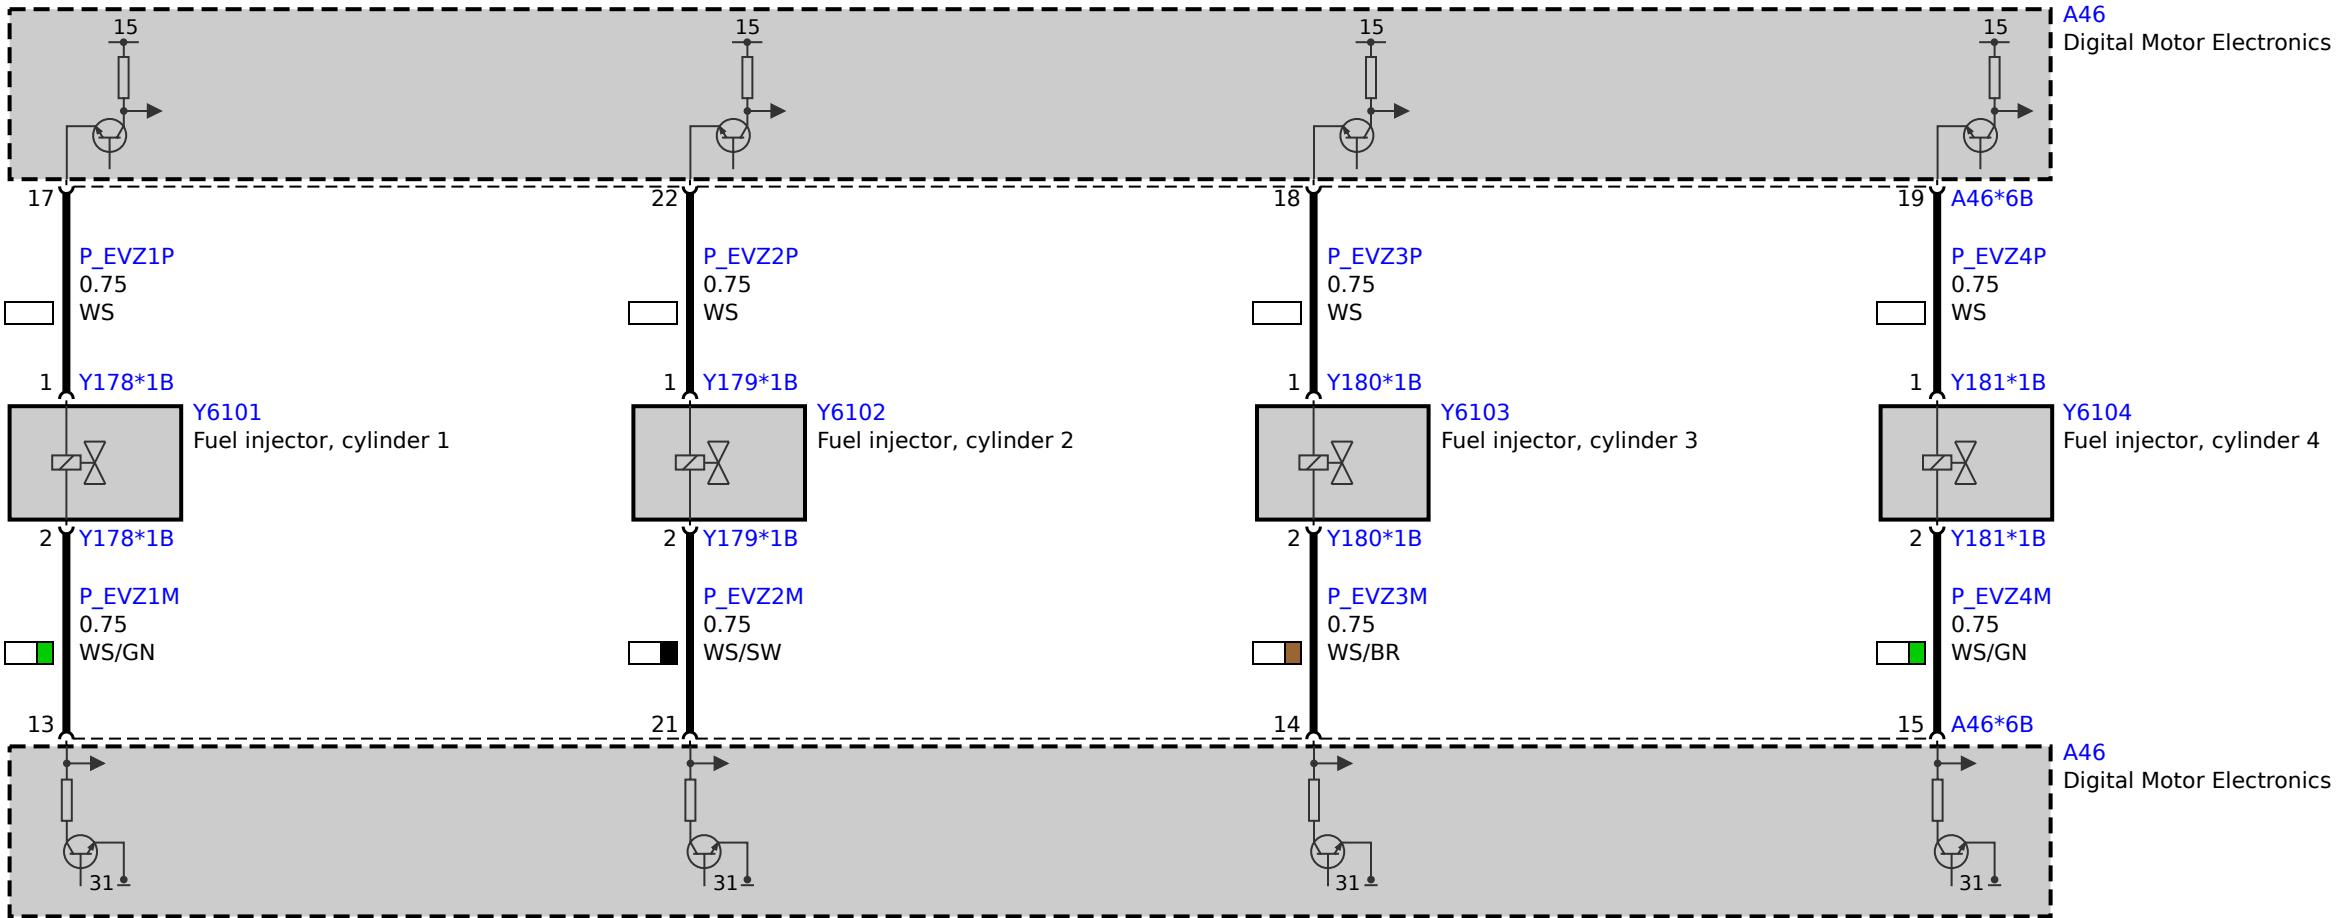 15 15 15 15 A46
Digital Motor Electronics
17 22 18 19 A46*6B
P_EVZ1P P_EVZ2P P_EVZ3P P_EVZ4P
0.75 0.75 0.75 0.75
WS WS WS WS
1 Y178*1B 1 Y179*1B 1 Y180*1B 1 Y181*1B
Y6101 Y6102 Y6103 Y6104
Fuel injector, cylinder 1 Fuel injector, cylinder 2 Fuel injector, cylinder 3 Fuel injector, cylinder 4
2 Y178*1B 2 Y179*1B 2 Y180*1B 2 Y181*1B
P_EVZ1M P_EVZ2M P_EVZ3M P_EVZ4M
0.75 0.75 0.75 0.75
WS/GN WS/SW WS/BR WS/GN
13 21 14 15 A46*6B
A46
Digital Motor Electronics
31 31 31 31